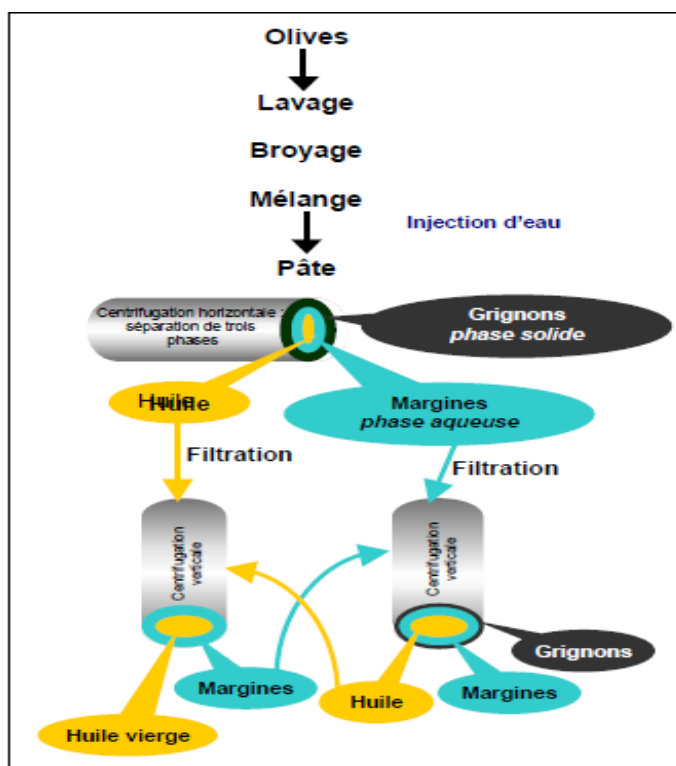 Olives
Lavage
Broyage
Mélange
Injection d'eau
Pâte
Centrifugation horizontale :
séparation de trois
phases
Grignons
phase solide
Huile
Huile
Margines
phase aqueuse
Filtration
Filtration
Centrifugation
verticale
Centrifugation
verticale
Grignons
Margines
Huile
Margines
Huile vierge